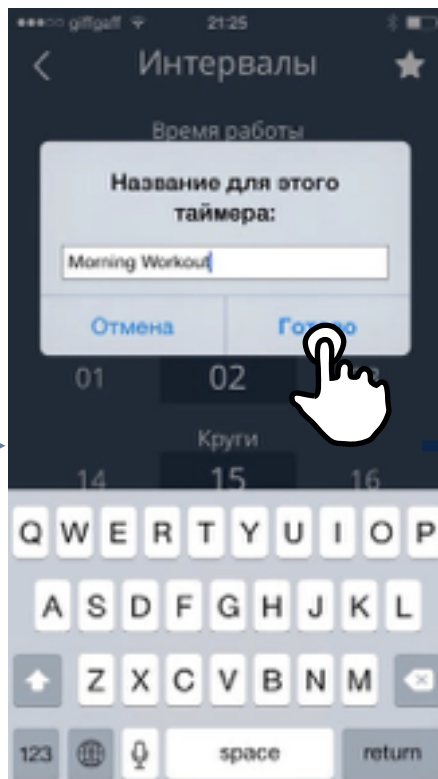 giffgaff 21:25
Интервалы
Время работы
Название для этого
таймера:
Morning Workout
Отмена Готово
01 02
Круги
14 15 16
Q W E R T Y U I O P
A S D F G H J K L
Z X C V B N M
123 space return